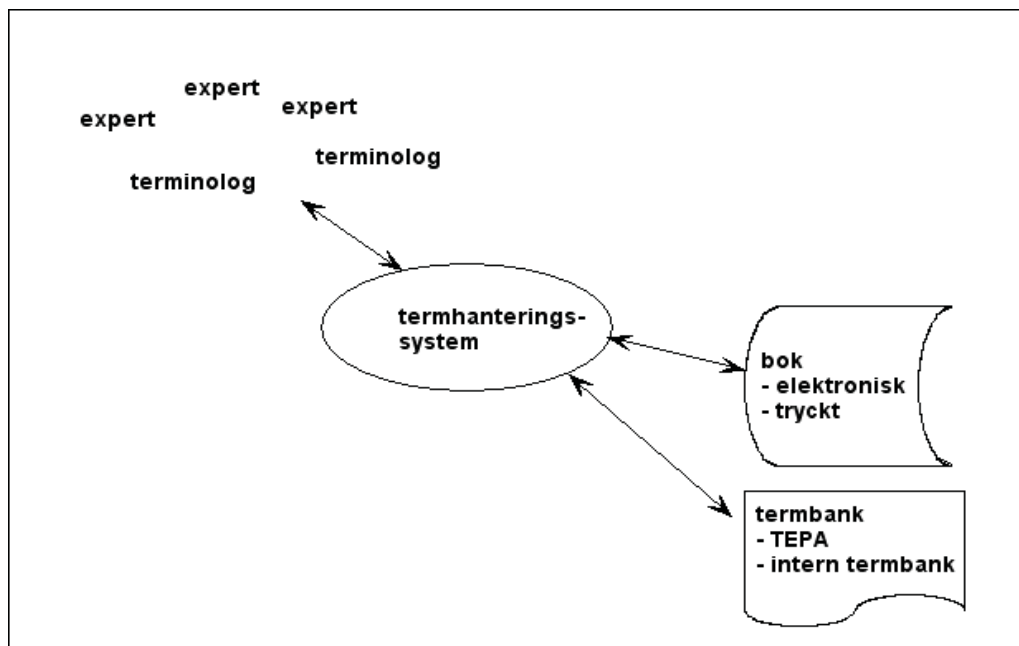 expert
expert
expert
terminolog
terminolog
termhanterings-
system
bok
- elektronisk
- tryckt
termbank
- TEPA
- intern termbank